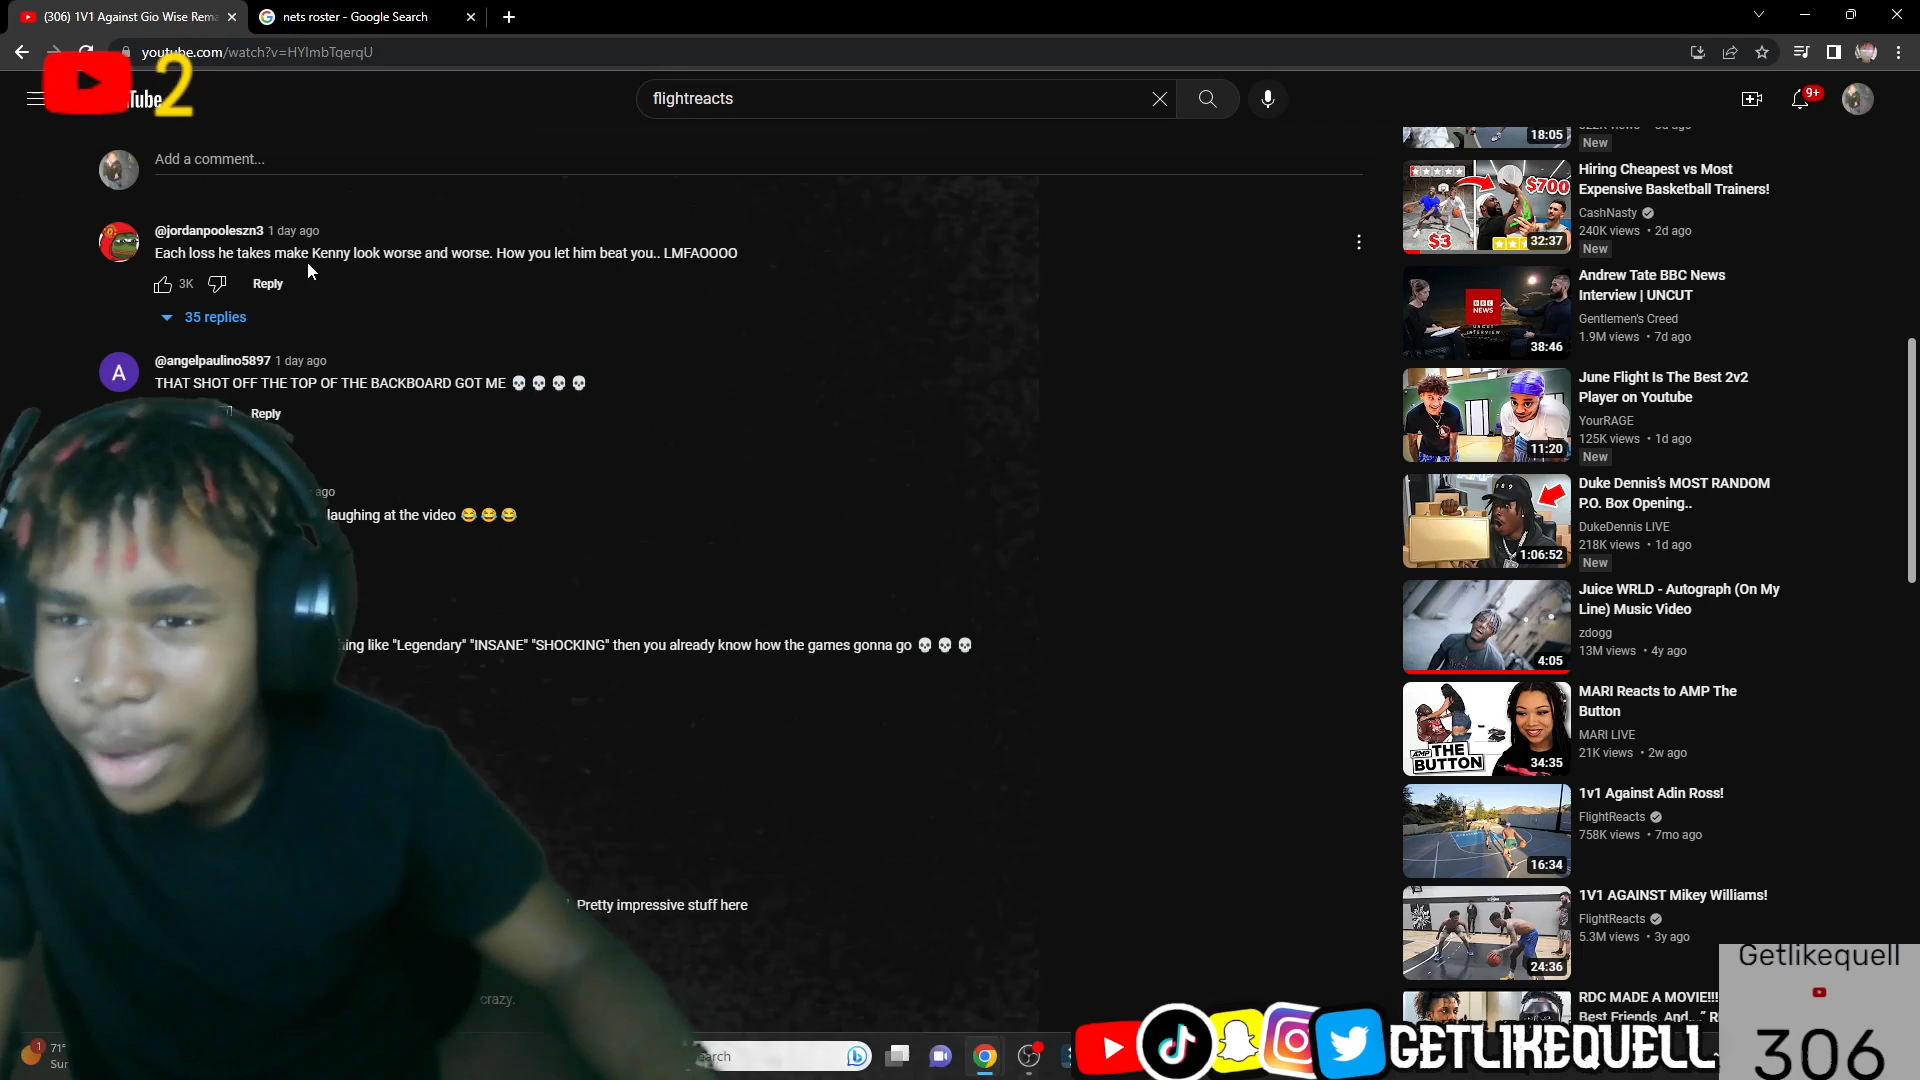 (306) 1V1 Against Gio Wise Rema
nets roster - Google Search
youtube.com/watch?v=HYImbTqerqU
2
Tube
flightreacts
9+
Add a comment...
@jordanpooleszn3 1 day ago
Each loss he takes make Kenny look worse and worse. How you let him beat you.. LMFAOOOO
3K
Reply
35 replies
@angelpaulino5897 1 day ago
A
THAT SHOT OFF THE TOP OF THE BACKBOARD GOT ME 💀 💀 💀 💀
Reply
ago
laughing at the video 😂 😂 😂
like "Legendary" "INSANE" "SHOCKING" then you already know how the games gonna go 💀 💀 💀
Pretty impressive stuff here
crazy.
18:05
New
Hiring Cheapest vs Most
Expensive Basketball Trainers!
CashNasty
240K views • 2d ago
New
$700
$3
32:37
Andrew Tate BBC News
Interview | UNCUT
Gentlemen's Creed
1.9M views • 7d ago
BBC
NEWS
UNCUT
INTERVIEW
38:46
June Flight Is The Best 2v2
Player on Youtube
YourRAGE
125K views • 1d ago
New
11:20
Duke Dennis's MOST RANDOM
P.O. Box Opening..
DukeDennis LIVE
218K views • 1d ago
New
1:06:52
Juice WRLD - Autograph (On My
Line) Music Video
zdogg
13M views • 4y ago
4:05
MARI Reacts to AMP The
Button
MARI LIVE
21K views • 2w ago
AMP THE
BUTTON
34:35
1v1 Against Adin Ross!
FlightReacts
758K views • 7mo ago
16:34
1V1 AGAINST Mikey Williams!
FlightReacts
5.3M views • 3y ago
24:36
RDC MADE A MOVIE!!!
Best Friends. And...."
Getlikequell
306
1
71°
Su
earch
GETLIKEQUELL